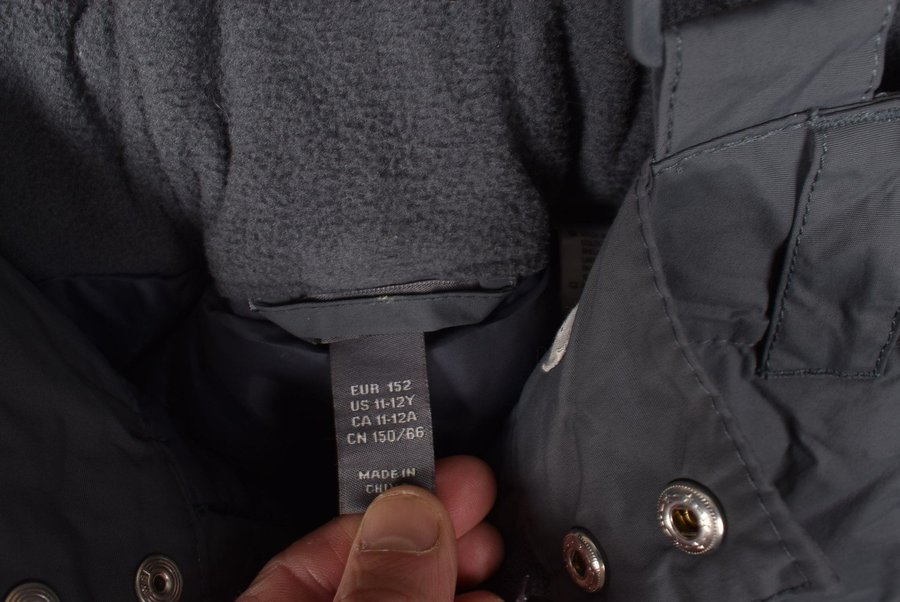 EUR 152
US 11-12Y
CA 11-12A
CN 150/66
MADE IN